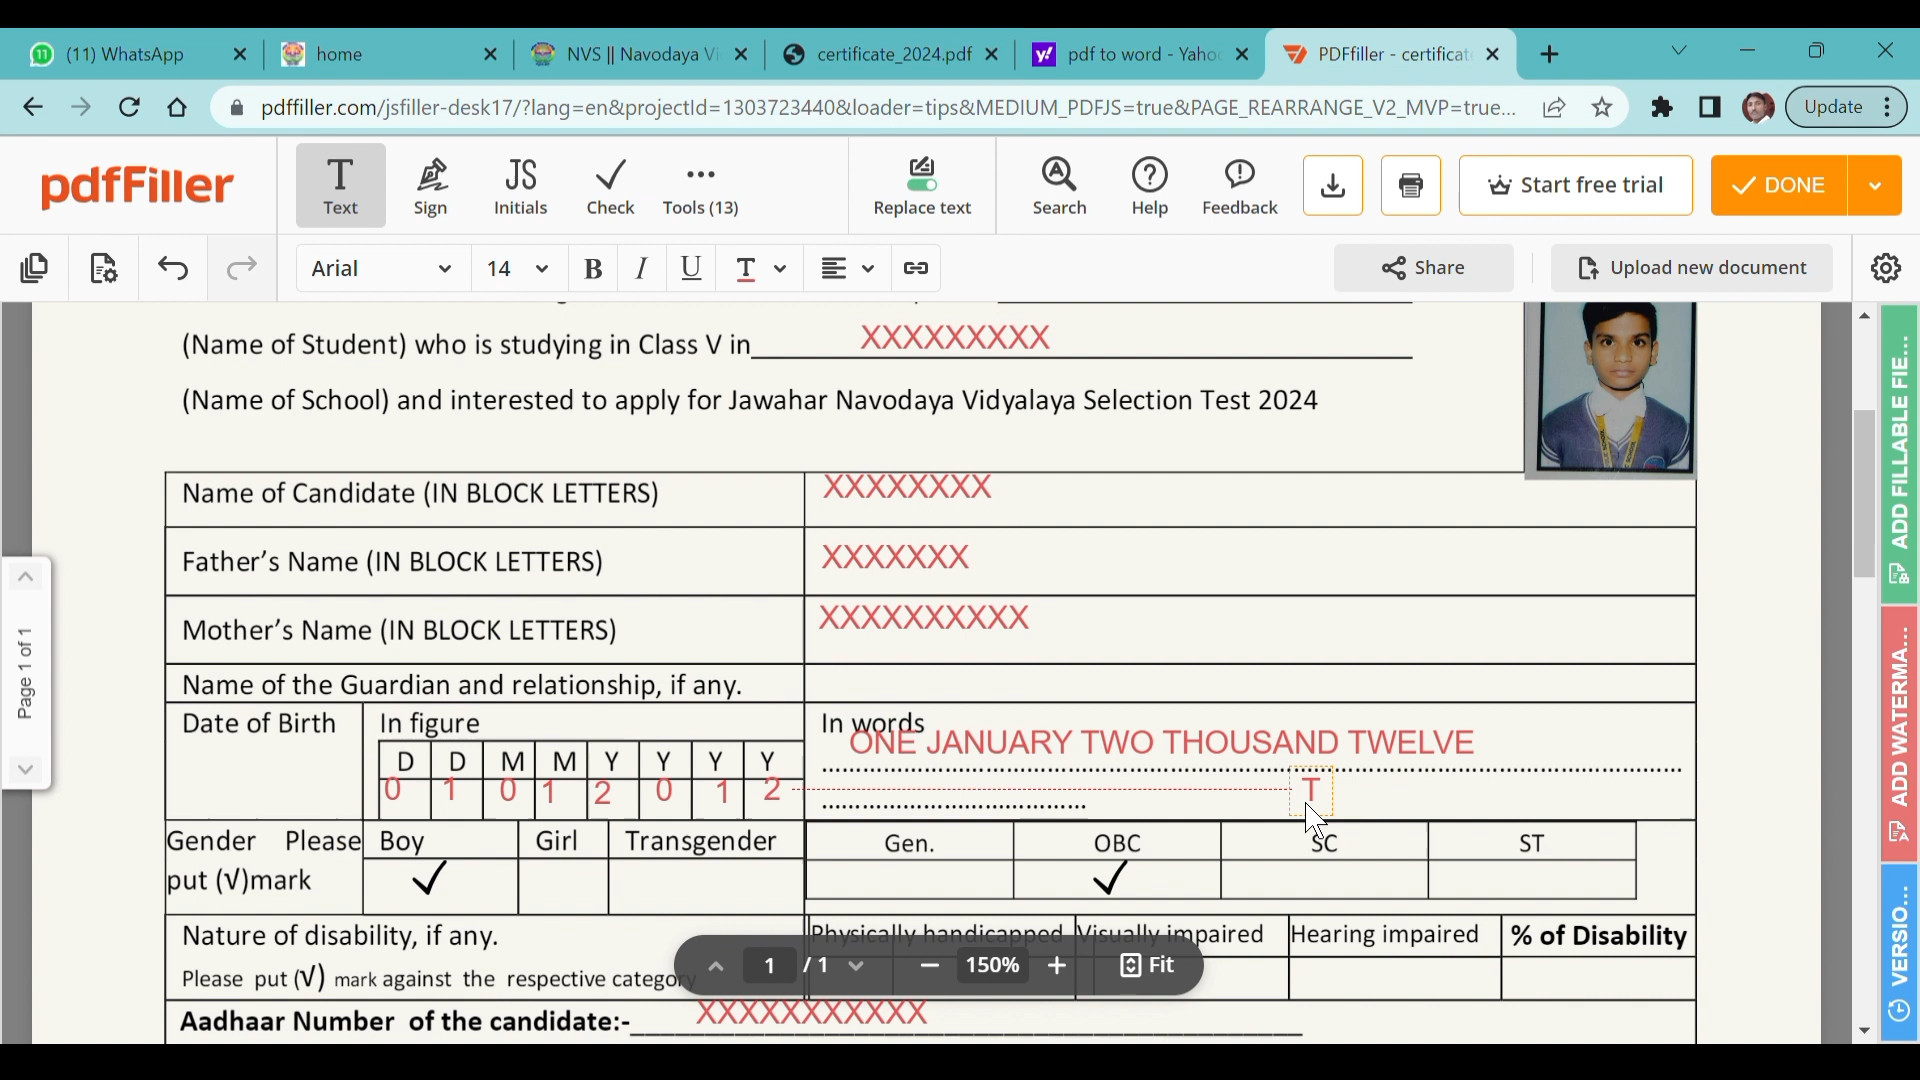 (11) WhatsApp
home
NVS || Navodaya Vi
certificate_2024.pdf
pdf to word - Yaho
PDFfiller - certificat
pdffiller.com/jsfiller-desk17/?lang=en&projectId=1303723440&loader=tips&MEDIUM_PDFJS=true&PAGE_REARRANGE_V2_MVP=true...
Update
pdfFiller
Text
Sign
JS
Initials
Check
Tools (13)
Replace text
Search
Help
Feedback
Start free trial
DONE
Arial
14
B I U T
Share
Upload new document
(Name of Student) who is studying in Class V in XXXXXXXXX
(Name of School) and interested to apply for Jawahar Navodaya Vidyalaya Selection Test 2024
Name of Candidate (IN BLOCK LETTERS) XXXXXXXX
Father's Name (IN BLOCK LETTERS) XXXXXXX
Mother's Name (IN BLOCK LETTERS) XXXXXXXXXX
Name of the Guardian and relationship, if any.
Date of Birth In figure In words
ONE JANUARY TWO THOUSAND TWELVE
D D M M Y Y Y Y
0 1 0 1 2 0 1 2 T
Gender Please put (√)mark
Boy Girl Transgender Gen. OBC SC ST
Nature of disability, if any.
Please put (√) mark against the respective category
Physically handicapped Visually impaired Hearing impaired % of Disability
Aadhaar Number of the candidate:- XXXXXXXXXXX
1 / 1
150%
Fit
Page 1 of 1
ADD FILLABLE FIE...
ADD WATERMA...
VERSIO...